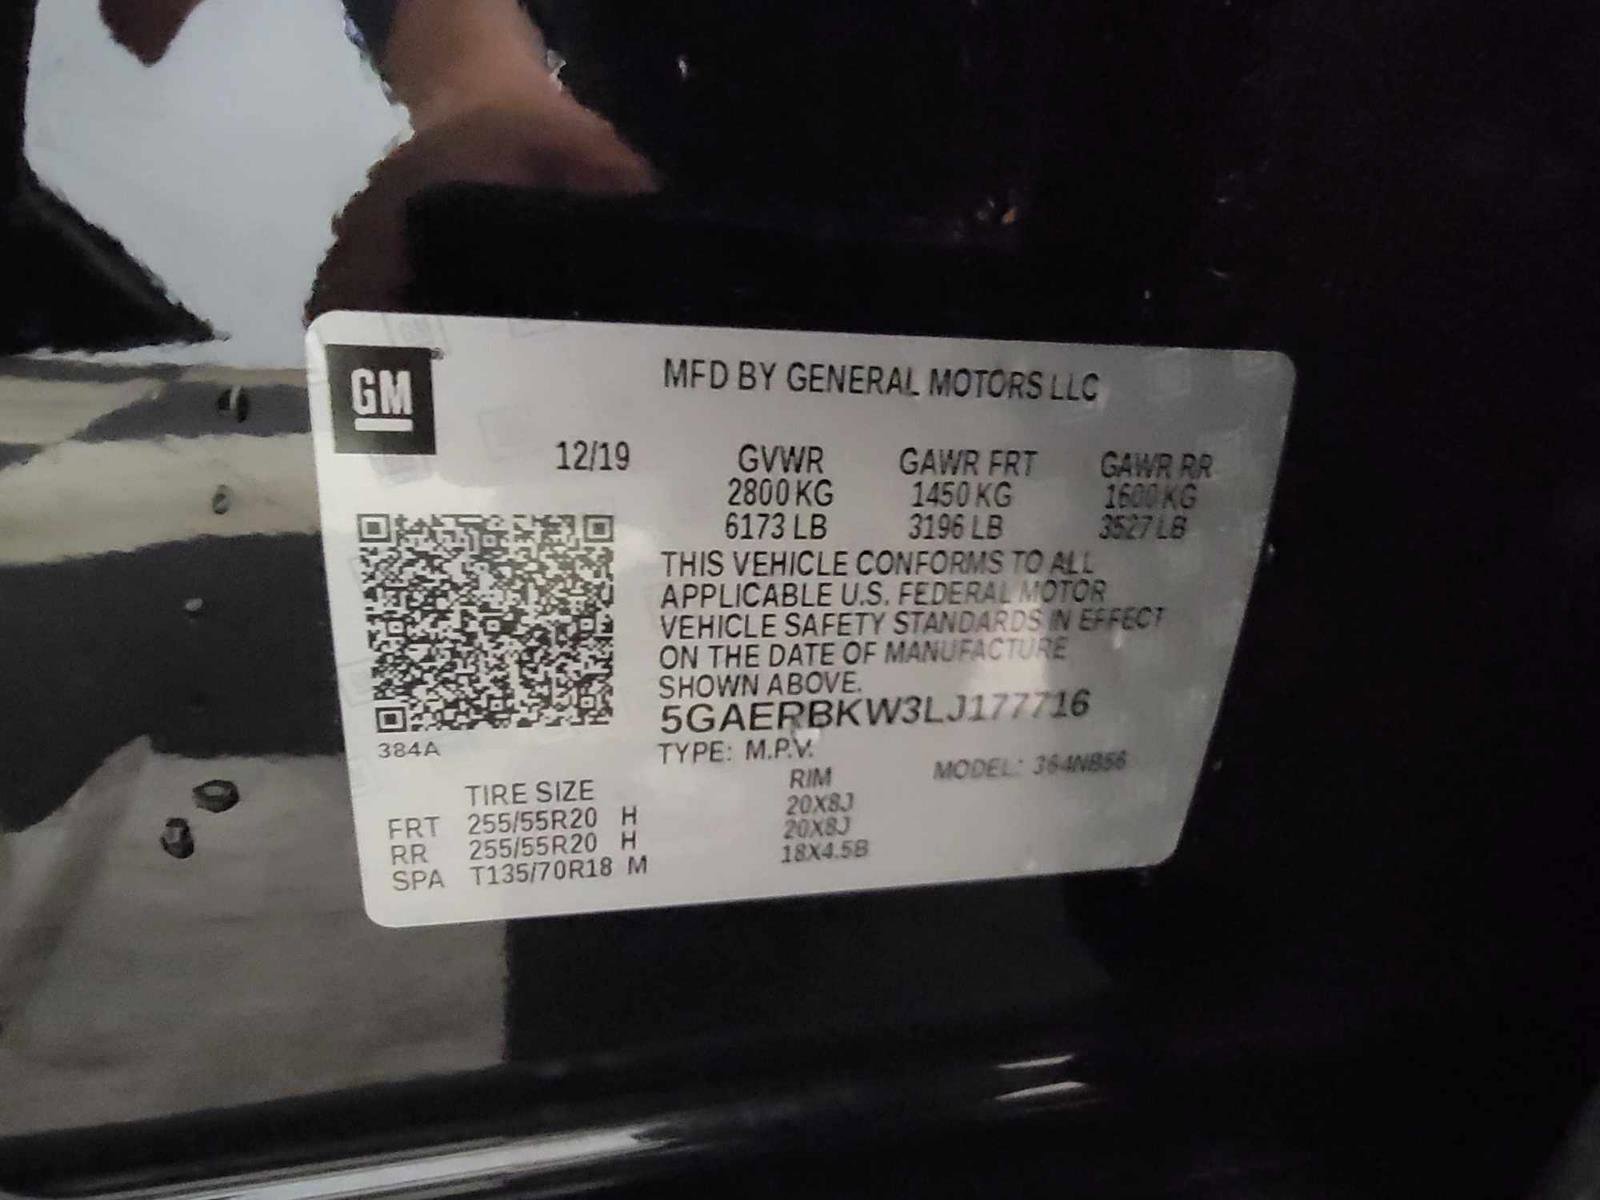 GM
MFD BY GENERAL MOTORS LLC
12/19 GVWR GAWR FRT GAWR RR
2800 KG 1450 KG 1600 KG
6173 LB 3196 LB 3527 LB
THIS VEHICLE CONFORMS TO ALL
APPLICABLE U.S. FEDERAL MOTOR
VEHICLE SAFETY STANDARDS IN EFFECT
ON THE DATE OF MANUFACTURE
SHOWN ABOVE.
5GAERBKW3LJ177716
384A
TYPE: M.P.V. MODEL: 364NB56
TIRE SIZE RIM
FRT 255/55R20 H 20X8J
RR 255/55R20 H 20X8J
SPA T135/70R18 M 18X4.5B